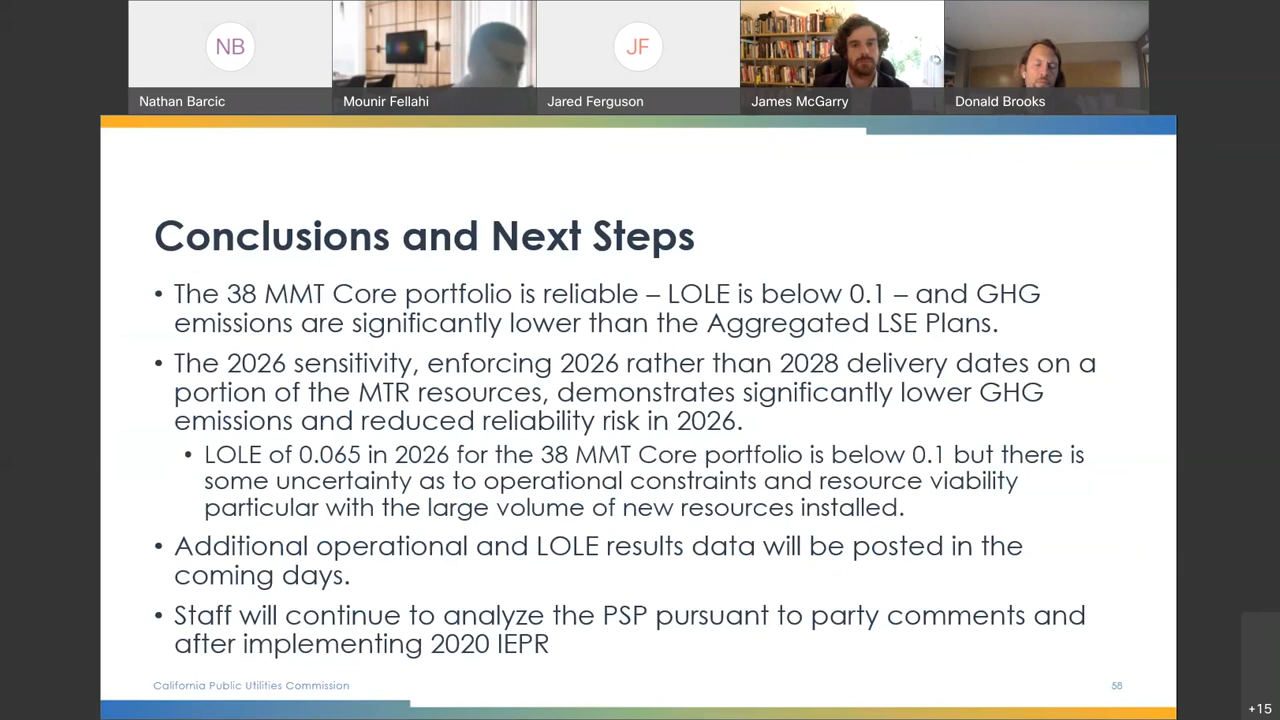 NB
JF
Nathan Barcic
Mounir Fellahi
Jared Ferguson
James McGarry
Donald Brooks
Conclusions and Next Steps
• The 38 MMT Core portfolio is reliable – LOLE is below 0.1 – and GHG
emissions are significantly lower than the Aggregated LSE Plans.
• The 2026 sensitivity, enforcing 2026 rather than 2028 delivery dates on a
portion of the MTR resources, demonstrates significantly lower GHG
emissions and reduced reliability risk in 2026.
• LOLE of 0.065 in 2026 for the 38 MMT Core portfolio is below 0.1 but there is
some uncertainty as to operational constraints and resource viability
particular with the large volume of new resources installed.
• Additional operational and LOLE results data will be posted in the
coming days.
• Staff will continue to analyze the PSP pursuant to party comments and
after implementing 2020 IEPR
California Public Utilities Commission
58
+15